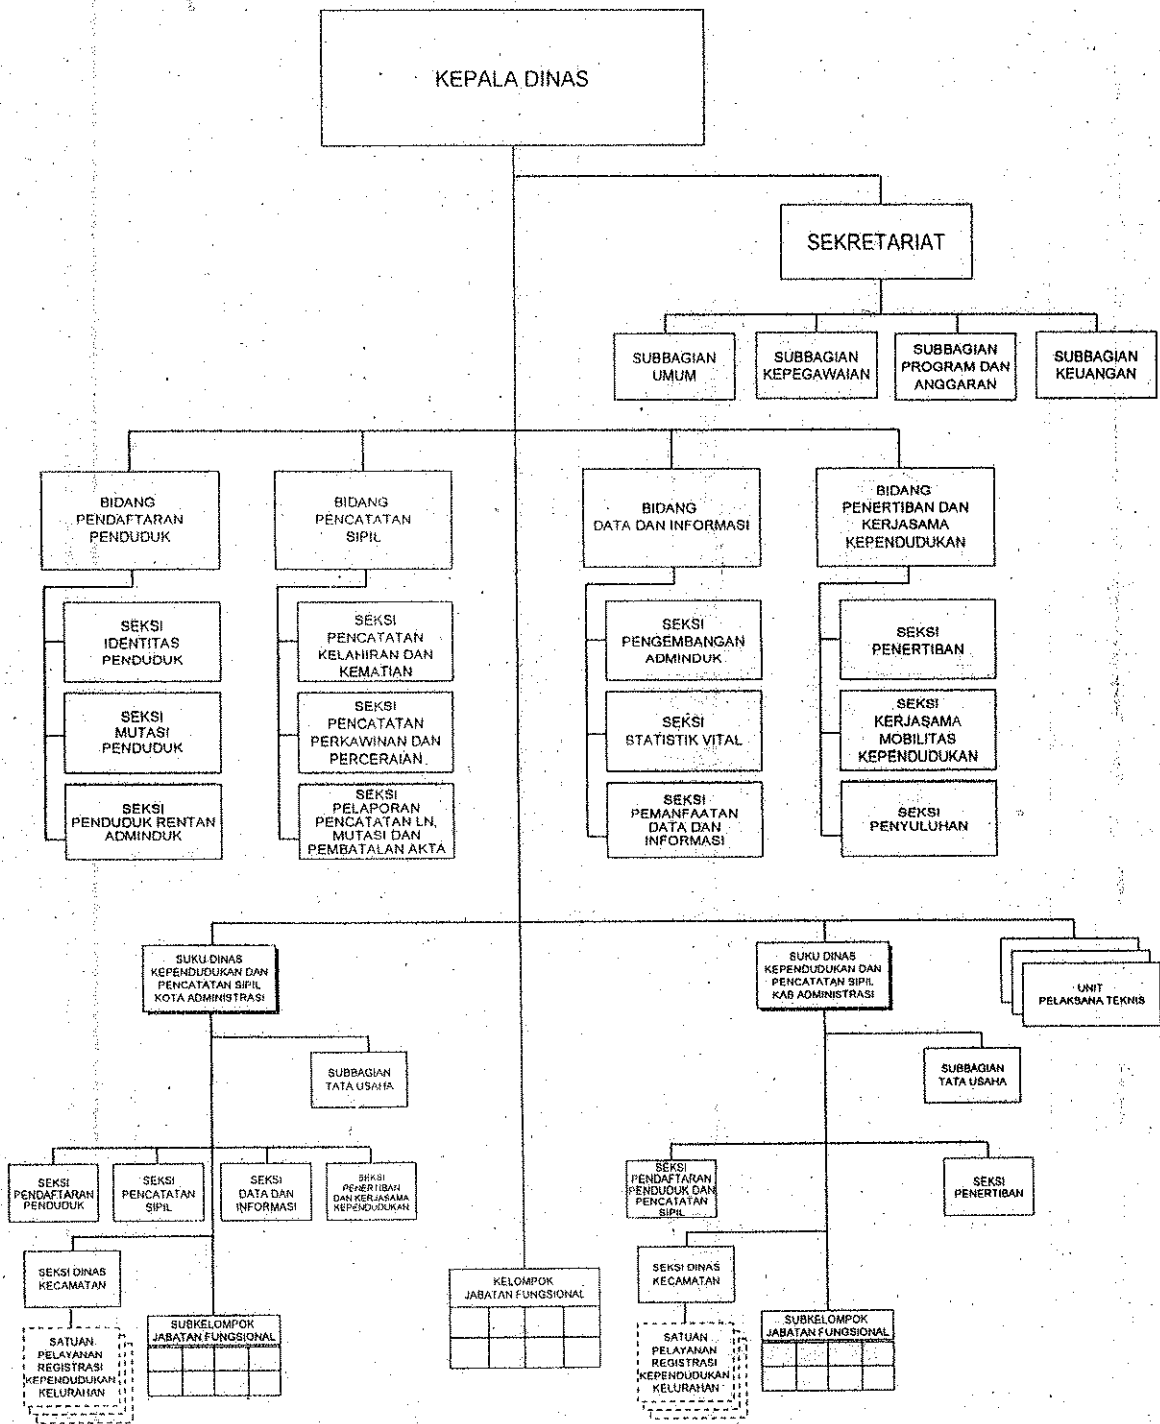 KEPALA DINAS
SEKRETARIAT
SUBBAGIAN
UMUM
SUBBAGIAN
KEPEGAWAIAN
SUBBAGIAN
PROGRAM DAN
ANGGARAN
SUBBAGIAN
KEUANGAN
BIDANG
PENDAFTARAN
PENDUDUK
BIDANG
PENCATATAN
SIPIL
BIDANG
DATA DAN INFORMASI
BIDANG
PENERTIBAN DAN
KERJASAMA
KEPENDUDUKAN
SEKSI
IDENTITAS
PENDUDUK
SEKSI
MUTASI
PENDUDUK
SEKSI
PENDUDUK RENTAN
ADMINDUK
SEKSI
PENCATATAN
KELAHIRAN DAN
KEMATIAN
SEKSI
PENCATATAN
PERKAWINAN DAN
PERCERAIAN
SEKSI
PELAPORAN
PENCATATAN LN,
MUTASI DAN
PEMBATALAN AKTA
SEKSI
PENGEMBANGAN
ADMINDUK
SEKSI
STATISTIK VITAL
SEKSI
PEMANFAATAN
DATA DAN
INFORMASI
SEKSI
PENERTIBAN
SEKSI
KERJASAMA
MOBILITAS
KEPENDUDUKAN
SEKSI
PENYULUHAN
SUKU DINAS
KEPENDUDUKAN DAN
PENCATATAN SIPIL
KOTA ADMINISTRASI
SUKU DINAS
KEPENDUDUKAN DAN
PENCATATAN SIPIL
KAB ADMINISTRASI
UNIT
PELAKSANA TEKNIS
SUBBAGIAN
TATA USAHA
SUBBAGIAN
TATA USAHA
SEKSI
PENDAFTARAN
PENDUDUK
SEKSI
PENCATATAN
SIPIL
SEKSI
DATA DAN
INFORMASI
SEKSI
PENERTIBAN
DAN KERJASAMA
KEPENDUDUKAN
SEKSI
PENDAFTARAN
PENDUDUK DAN
PENCATATAN
SIPIL
SEKSI
PENERTIBAN
SEKSI DINAS
KECAMATAN
KELOMPOK
JABATAN FUNGSIONAL
SEKSI DINAS
KECAMATAN
SATUAN
PELAYANAN
REGISTRASI
KEPENDUDUKAN
KELURAHAN
SUBKELOMPOK
JABATAN FUNGSIONAL
SATUAN
PELAYANAN
REGISTRASI
KEPENDUDUKAN
KELURAHAN
SUBKELOMPOK
JABATAN FUNGSIONAL